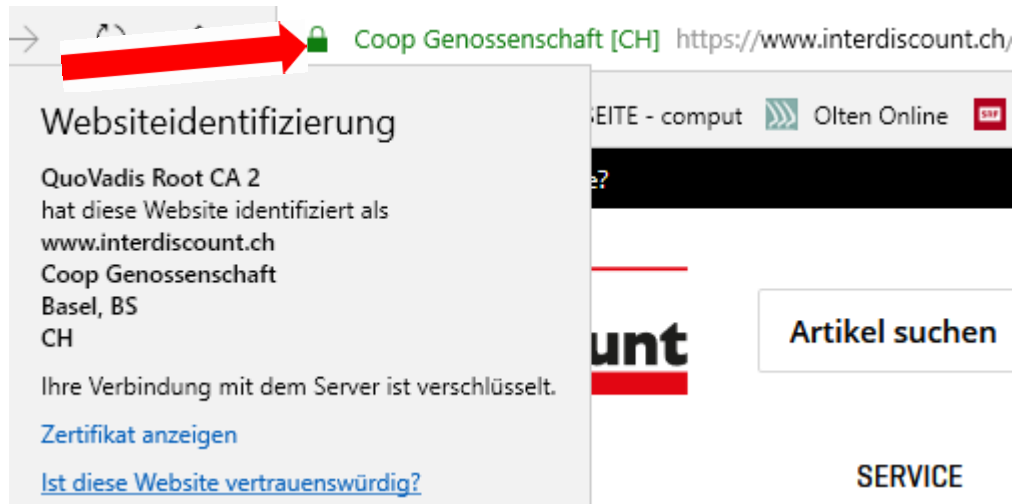 Coop Genossenschaft [CH] https://www.interdiscount.ch/
Websiteidentifizierung
QuoVadis Root CA 2
hat diese Website identifiziert als
www.interdiscount.ch
Coop Genossenschaft
Basel, BS
CH
Ihre Verbindung mit dem Server ist verschlüsselt.
Zertifikat anzeigen
Ist diese Website vertrauenswürdig?
EITE - comput
Olten Online
SRF
e?
unt
Artikel suchen
SERVICE